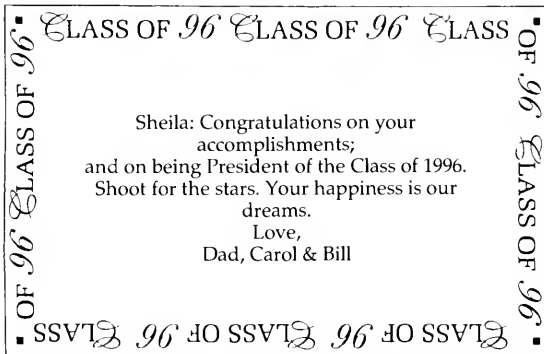 CLASS OF 96 CLASS OF 96 CLASS
OF 96 CLASS OF 96
CLASS OF 96 CLASS OF 96 CLASS
OF 96 CLASS OF 96
Sheila: Congratulations on your
accomplishments;
and on being President of the Class of 1996.
Shoot for the stars. Your happiness is our
dreams.
Love,
Dad, Carol & Bill